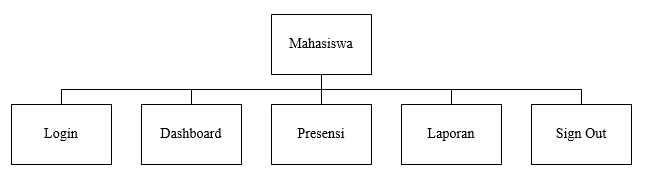 Mahasiswa
Login
Dashboard
Presensi
Laporan
Sign Out